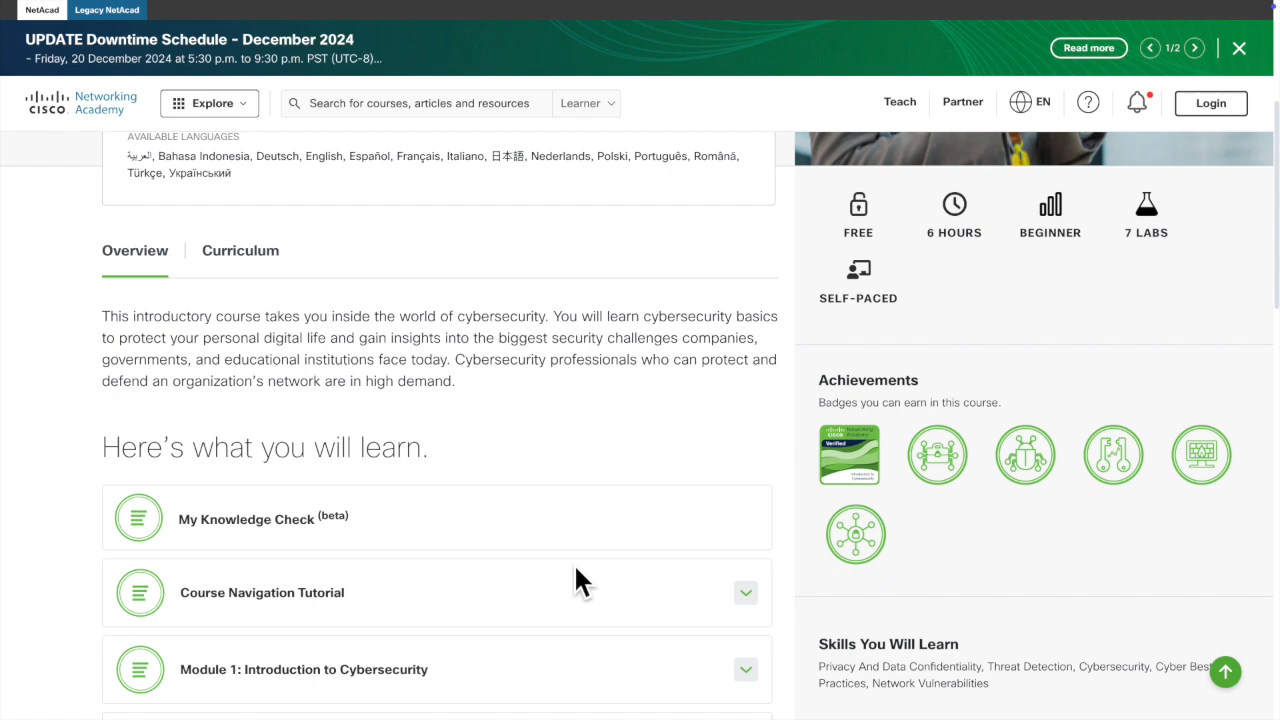 NetAcad
Legacy NetAcad
UPDATE Downtime Schedule - December 2024
- Friday, 20 December 2024 at 5:30 p.m. to 9:30 p.m. PST (UTC-8)...
Read more
1/2
CISCO
Networking
Academy
Explore
Search for courses, articles and resources
Learner
Teach
Partner
EN
Login
AVAILABLE LANGUAGES
العربية, Bahasa Indonesia, Deutsch, English, Español, Français, Italiano, 日本語, Nederlands, Polski, Português, Română,
Türkçe, Український
Overview
Curriculum
This introductory course takes you inside the world of cybersecurity. You will learn cybersecurity basics
to protect your personal digital life and gain insights into the biggest security challenges companies,
governments, and educational institutions face today. Cybersecurity professionals who can protect and
defend an organization's network are in high demand.
Here's what you will learn.
My Knowledge Check (beta)
Course Navigation Tutorial
Module 1: Introduction to Cybersecurity
FREE
6 HOURS
BEGINNER
7 LABS
SELF-PACED
Achievements
Badges you can earn in this course.
CISCO
Networking
Academy
Verified
Introduction to
Cybersecurity
Skills You Will Learn
Privacy And Data Confidentiality, Threat Detection, Cybersecurity, Cyber Best
Practices, Network Vulnerabilities